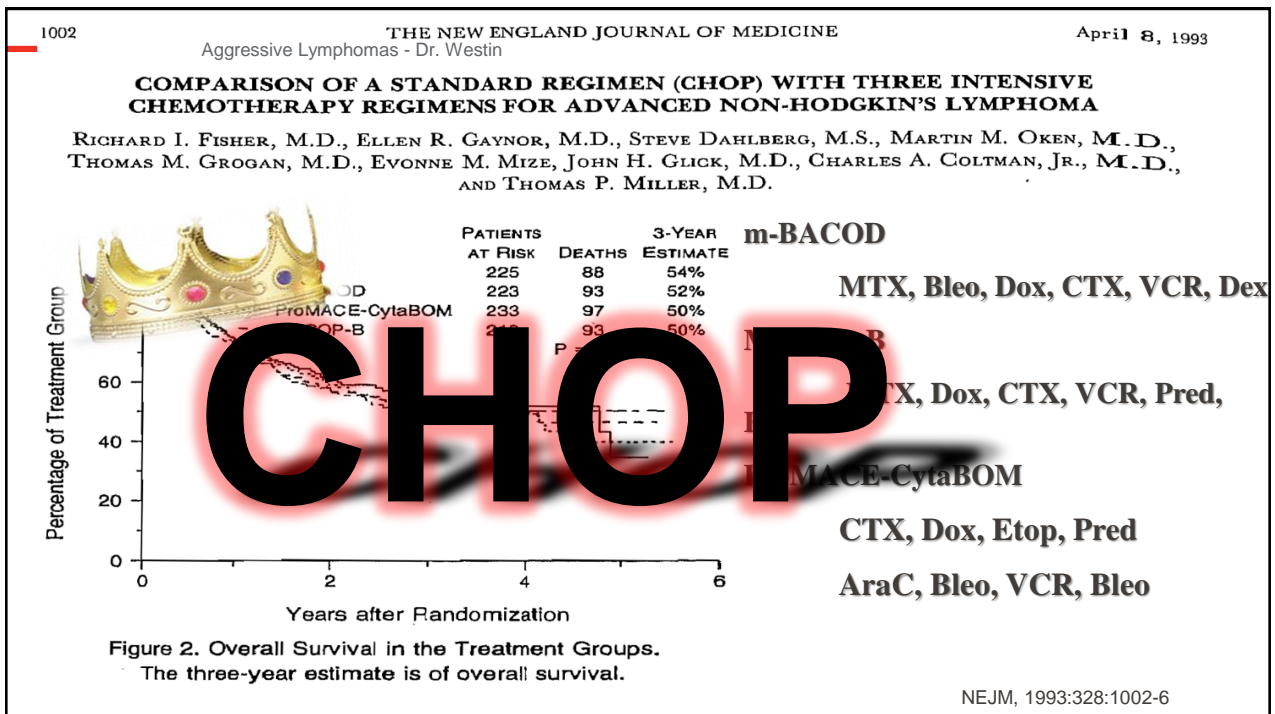 1002
THE NEW ENGLAND JOURNAL OF MEDICINE
April 8, 1993
Aggressive Lymphomas - Dr. Westin
COMPARISON OF A STANDARD REGIMEN (CHOP) WITH THREE INTENSIVE
CHEMOTHERAPY REGIMENS FOR ADVANCED NON-HODGKIN'S LYMPHOMA
RICHARD I. FISHER, M.D., ELLEN R. GAYNOR, M.D., STEVE DAHLBERG, M.S., MARTIN M. OKEN, M.D.,
THOMAS M. GROGAN, M.D., EVONNE M. MIZE, JOHN H. GLICK, M.D., CHARLES A. COLTMAN, JR., M.D.,
AND THOMAS P. MILLER, M.D.
PATIENTS 3-YEAR
AT RISK DEATHS ESTIMATE
225 88 54%
OD 223 93 52%
ProMACE-CytaBOM 233 97 50%
93 50%
P =
CHOP
Percentage of Treatment Group
60
40
20
0
0 2 4 6
Years after Randomization
Figure 2. Overall Survival in the Treatment Groups.
The three-year estimate is of overall survival.
m-BACOD
MTX, Bleo, Dox, CTX, VCR, Dex
B
Dox, CTX, VCR, Pred,
CytaBOM
CTX, Dox, Etop, Pred
AraC, Bleo, VCR, Bleo
NEJM, 1993:328:1002-6